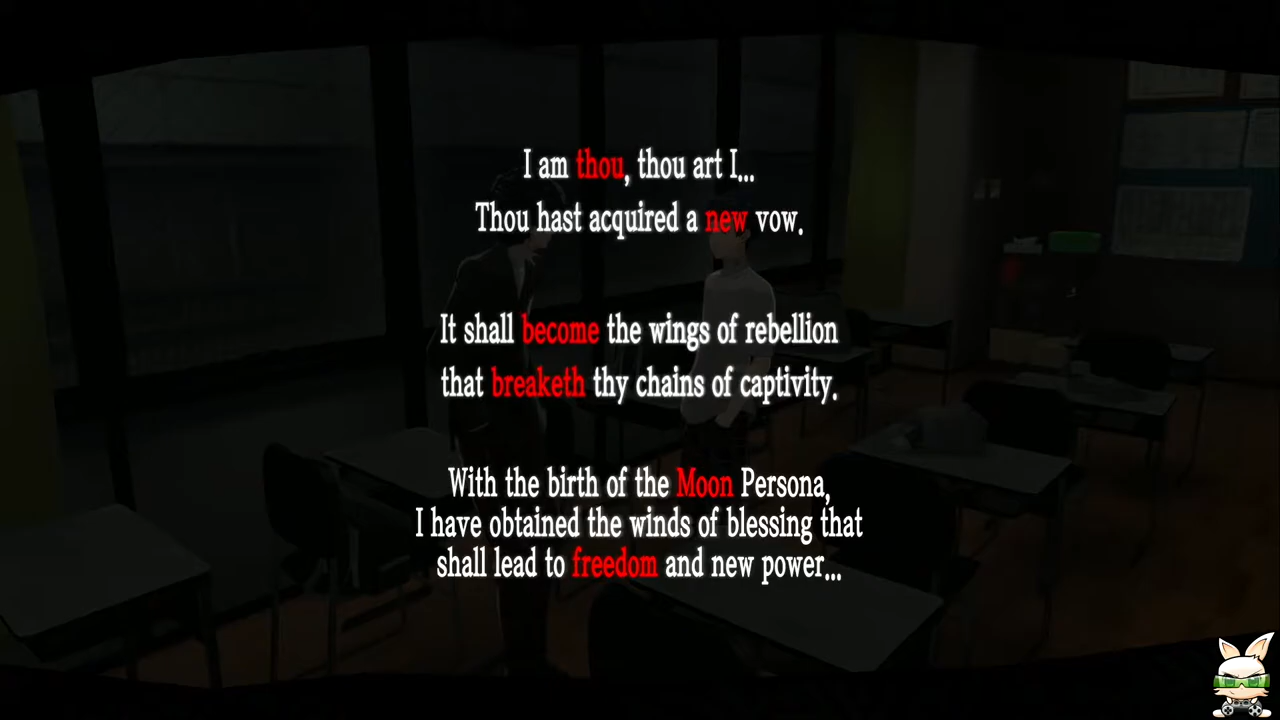 I am thou, thou art I...
Thou hast acquired a new vow.
It shall become the wings of rebellion
that breaketh thy chains of captivity.
With the birth of the Moon Persona,
I have obtained the winds of blessing that
shall lead to freedom and new power...